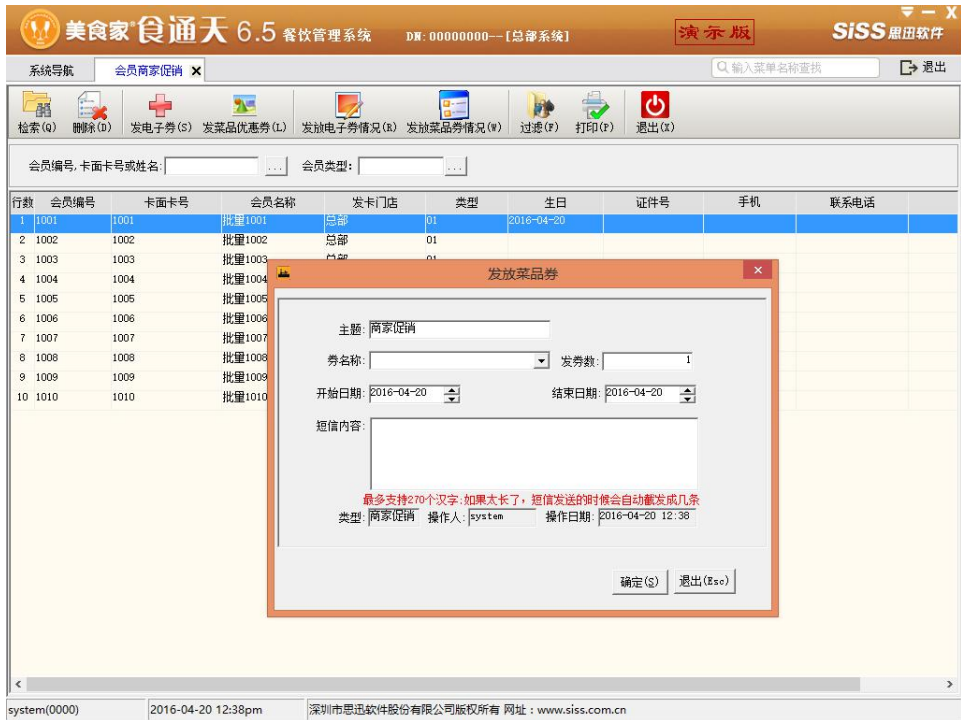 美食家 食通天 6.5 餐饮管理系统 DN:00000000--[总部系统] 演示版 SiSS 思迅软件
系统导航 会员商家促销 X 输入菜单名称查找 退出
检索(Q) 删除(D) 发电子券(S) 发菜品优惠券(L) 发放电子券情况(R) 发放菜品券情况(W) 过滤(F) 打印(P) 退出(X)
会员编号,卡面卡号或姓名: ... 会员类型: ...
行数 会员编号 卡面卡号 会员名称 发卡门店 类型 生日 证件号 手机 联系电话
1 1001 1001 批量1001 总部 01 2016-04-20
2 1002 1002 批量1002 总部 01
3 1003 1003 批量1003 总部 01
4 1004 1004 批量1004
5 1005 1005 批量1005
6 1006 1006 批量1006
7 1007 1007 批量1007
8 1008 1008 批量1008
9 1009 1009 批量1009
10 1010 1010 批量1010
发放菜品券
主题: 商家促销
券名称: 发券数: 1
开始日期: 2016-04-20 结束日期: 2016-04-20
短信内容:
最多支持270个汉字;如果太长了，短信发送的时候会自动截发成几条
类型: 商家促销 操作人: system 操作日期: 2016-04-20 12:38
确定(S) 退出(Esc)
system(0000) 2016-04-20 12:38pm 深圳市思迅软件股份有限公司版权所有 网址：www.siss.com.cn